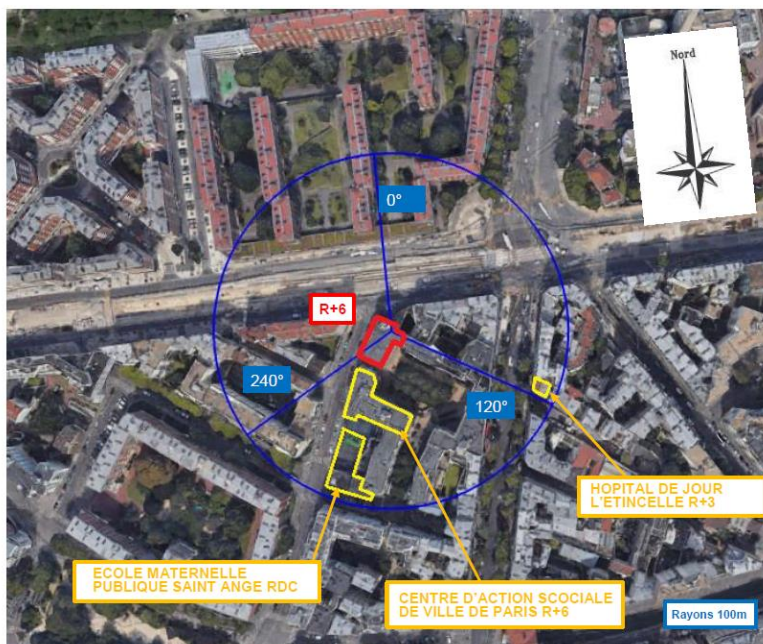 Nord
0°
R+6
240°
120°
HOPITAL DE JOUR
L'ETINCELLE R+3
ECOLE MATERNELLE
PUBLIQUE SAINT ANGE RDC
CENTRE D'ACTION SCOCIALE
DE VILLE DE PARIS R+6
Rayons 100m